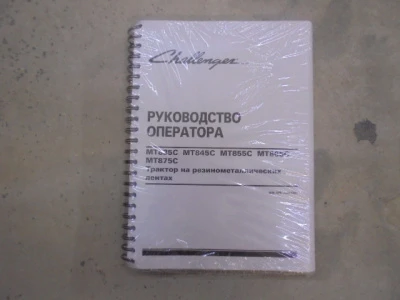 Challenger
РУКОВОДСТВО
ОПЕРАТОРА
MT835C MT845C MT855C MT865C
MT875C
Трактор на резинометаллических
лентах